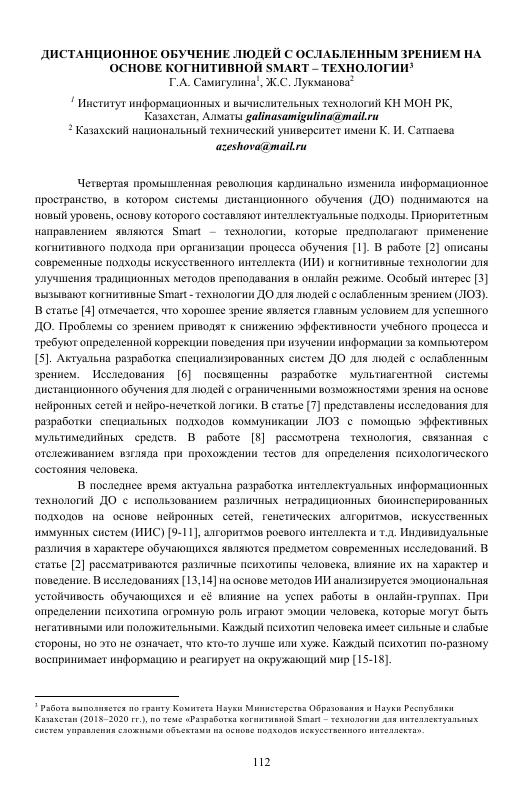 ДИСТАНЦИОННОЕ ОБУЧЕНИЕ ЛЮДЕЙ С ОСЛАБЛЕННЫМ ЗРЕНИЕМ НА
ОСНОВЕ КОГНИТИВНОЙ SMART – ТЕХНОЛОГИИ³
Г.А. Самигулина¹, Ж.С. Лукманова²
¹ Институт информационных и вычислительных технологий КН МОН РК,
Казахстан, Алматы galinasamigulina@mail.ru
² Казахский национальный технический университет имени К. И. Сатпаева
azeshova@mail.ru
Четвертая промышленная революция кардинально изменила информационное
пространство, в котором системы дистанционного обучения (ДО) поднимаются на
новый уровень, основу которого составляют интеллектуальные подходы. Приоритетным
направлением являются Smart – технологии, которые предполагают применение
когнитивного подхода при организации процесса обучения [1]. В работе [2] описаны
современные подходы искусственного интеллекта (ИИ) и когнитивные технологии для
улучшения традиционных методов преподавания в онлайн режиме. Особый интерес [3]
вызывают когнитивные Smart - технологии ДО для людей с ослабленным зрением (ЛОЗ).
В статье [4] отмечается, что хорошее зрение является главным условием для успешного
ДО. Проблемы со зрением приводят к снижению эффективности учебного процесса и
требуют определенной коррекции поведения при изучении информации за компьютером
[5]. Актуальна разработка специализированных систем ДО для людей с ослабленным
зрением. Исследования [6] посвященны разработке мультиагентной системы
дистанционного обучения для людей с ограниченными возможностями зрения на основе
нейронных сетей и нейро-нечеткой логики. В статье [7] представлены исследования для
разработки специальных подходов коммуникации ЛОЗ с помощью эффективных
мультимедийных средств. В работе [8] рассмотрена технология, связанная с
отслеживанием взгляда при прохождении тестов для определения психологического
состояния человека.
В последнее время актуальна разработка интеллектуальных информационных
технологий ДО с использованием различных нетрадиционных биоинсперированных
подходов на основе нейронных сетей, генетических алгоритмов, искусственных
иммунных систем (ИИС) [9-11], алгоритмов роевого интеллекта и т.д. Индивидуальные
различия в характере обучающихся являются предметом современных исследований. В
статье [2] рассматриваются различные психотипы человека, влияние их на характер и
поведение. В исследованиях [13,14] на основе методов ИИ анализируется эмоциональная
устойчивость обучающихся и её влияние на успех работы в онлайн-группах. При
определении психотипа огромную роль играют эмоции человека, которые могут быть
негативными или положительными. Каждый психотип человека имеет сильные и слабые
стороны, но это не означает, что кто-то лучше или хуже. Каждый психотип по-разному
воспринимает информацию и реагирует на окружающий мир [15-18].
³ Работа выполняется по гранту Комитета Науки Министерства Образования и Науки Республики
Казахстан (2018–2020 гг.), по теме «Разработка когнитивной Smart – технологии для интеллектуальных
систем управления сложными объектами на основе подходов искусственного интеллекта».
112